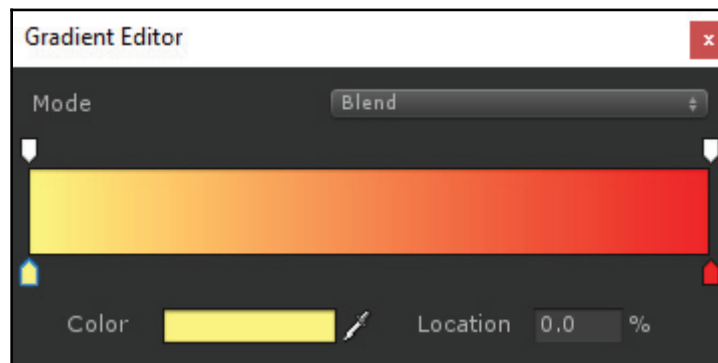 Gradient Editor x
Mode Blend
Color Location 0.0 %